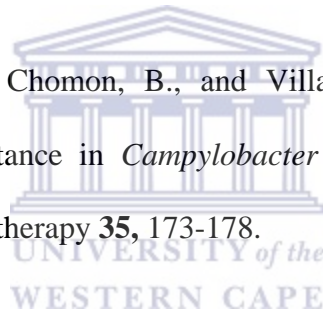 Chomon, B., and Villa
tance in Campylobacter
therapy 35, 173-178.
UNIVERSITY of the
WESTERN CAPE